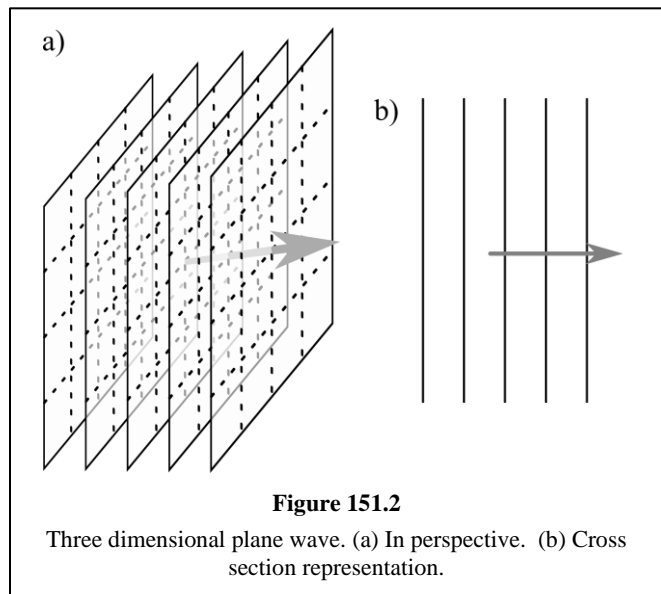 a)
b)
Figure 151.2
Three dimensional plane wave. (a) In perspective. (b) Cross
section representation.